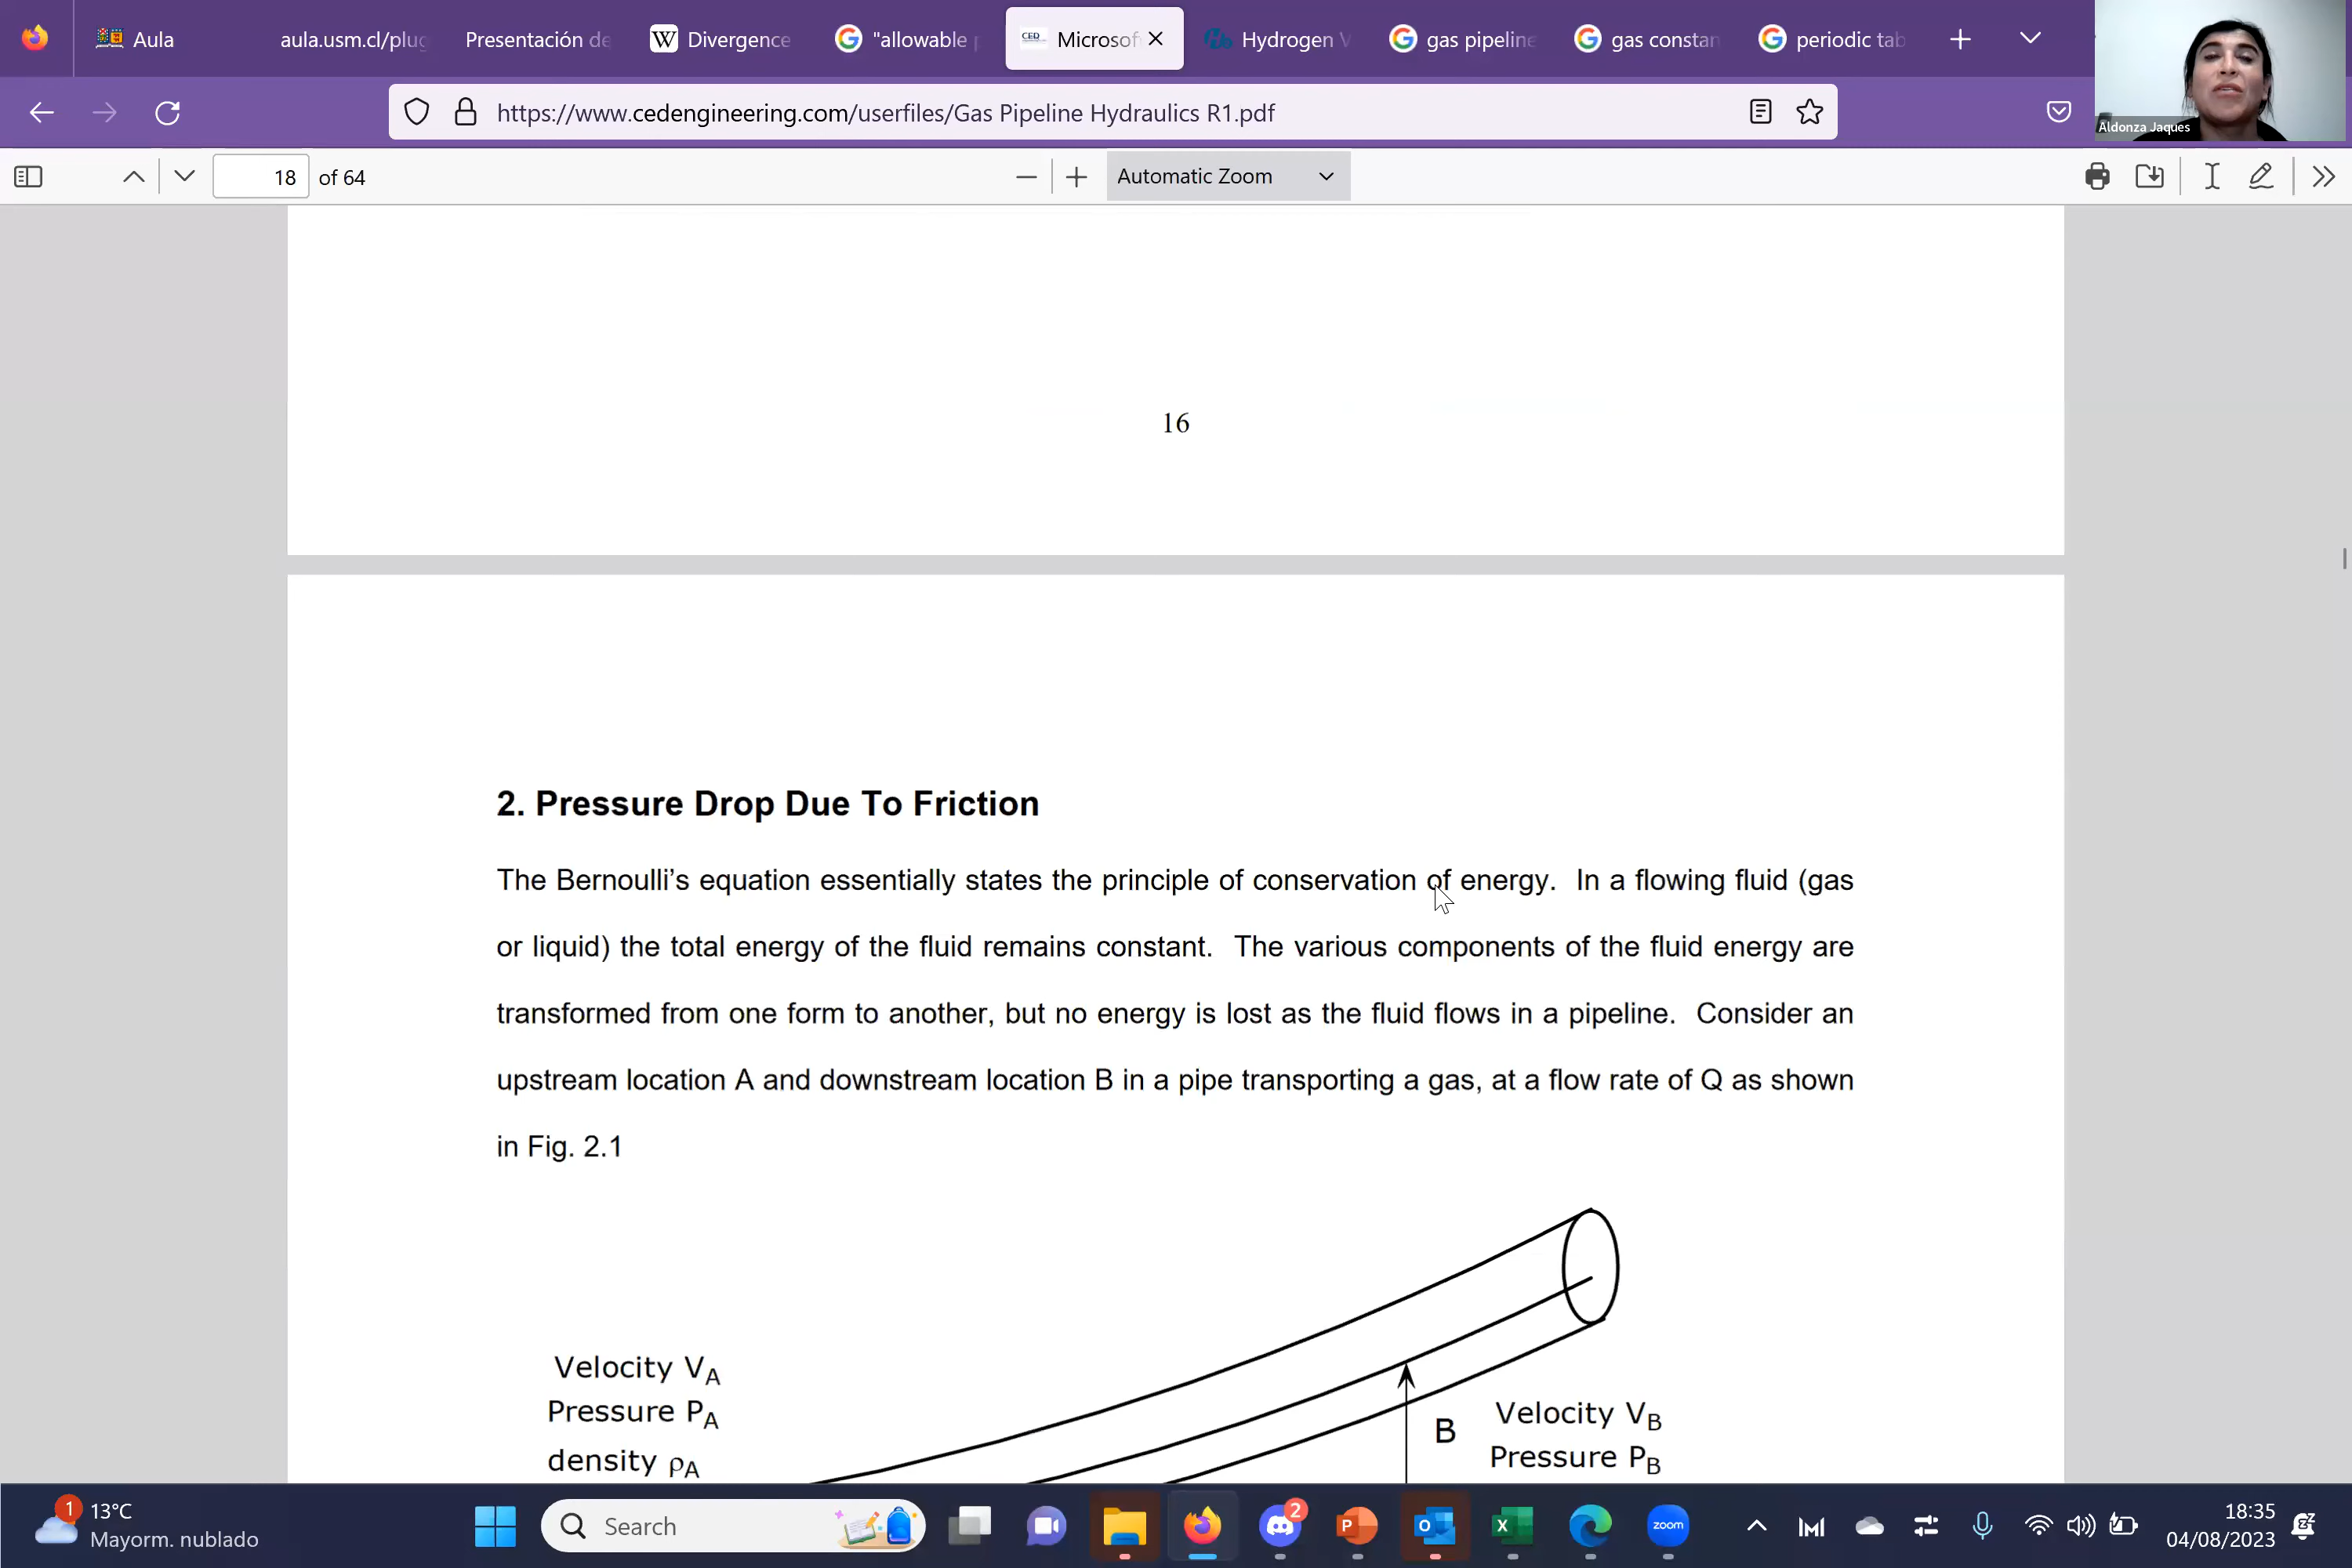 Aula
aula.usm.cl/plug
Presentación de
W Divergence
"allowable p
CED Microsof
Hydrogen V
gas pipeline
gas constan
periodic tab
https://www.cedengineering.com/userfiles/Gas Pipeline Hydraulics R1.pdf
Aldonza Jaques
18 of 64
Automatic Zoom
16
2. Pressure Drop Due To Friction
The Bernoulli's equation essentially states the principle of conservation of energy. In a flowing fluid (gas
or liquid) the total energy of the fluid remains constant. The various components of the fluid energy are
transformed from one form to another, but no energy is lost as the fluid flows in a pipeline. Consider an
upstream location A and downstream location B in a pipe transporting a gas, at a flow rate of Q as shown
in Fig. 2.1
Velocity VA
Pressure PA
density ρA
B
Velocity VB
Pressure PB
1
13°C
Mayorm. nublado
Search
2
zoom
18:35
04/08/2023